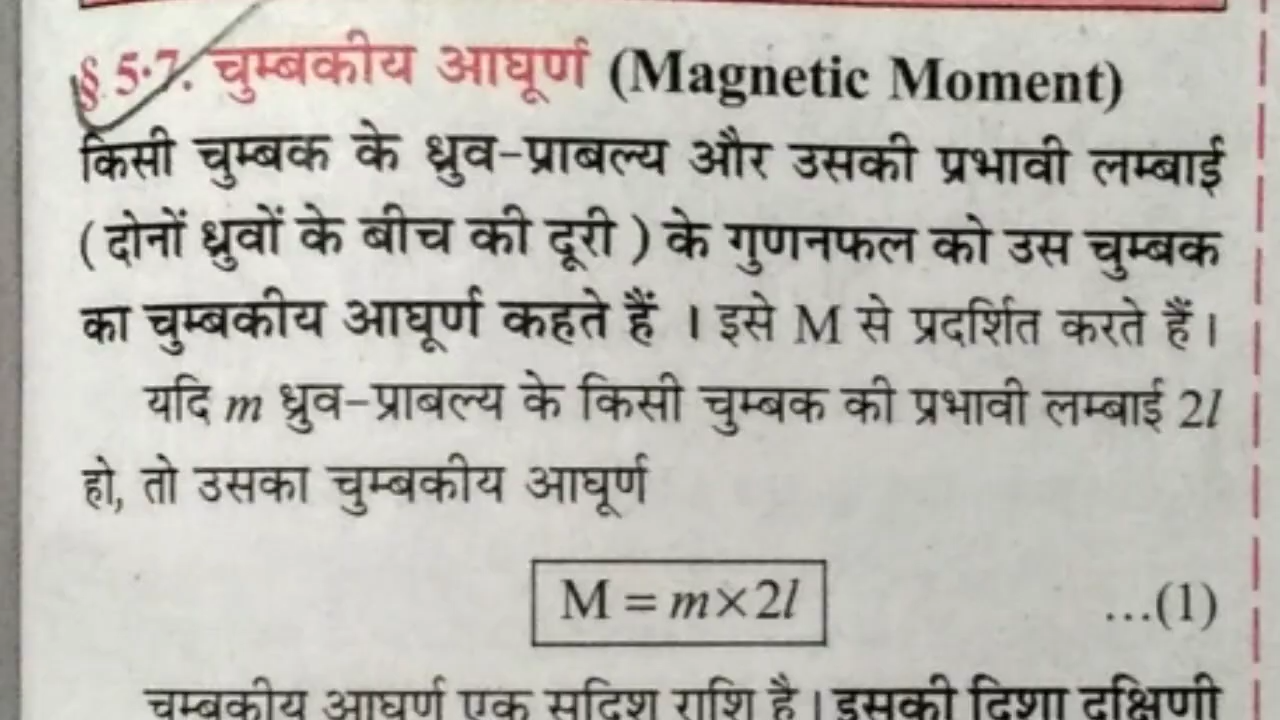 § 5·7. चुम्बकीय आघूर्ण (Magnetic Moment)
किसी चुम्बक के ध्रुव-प्राबल्य और उसकी प्रभावी लम्बाई
(दोनों ध्रुवों के बीच की दूरी) के गुणनफल को उस चुम्बक
का चुम्बकीय आघूर्ण कहते हैं । इसे M से प्रदर्शित करते हैं।
यदि m ध्रुव-प्राबल्य के किसी चुम्बक की प्रभावी लम्बाई 2l
हो, तो उसका चुम्बकीय आघूर्ण
M = m×2l ...(1)
चुम्बकीय आघूर्ण एक सदिश राशि है । इसकी दिशा दक्षिणी